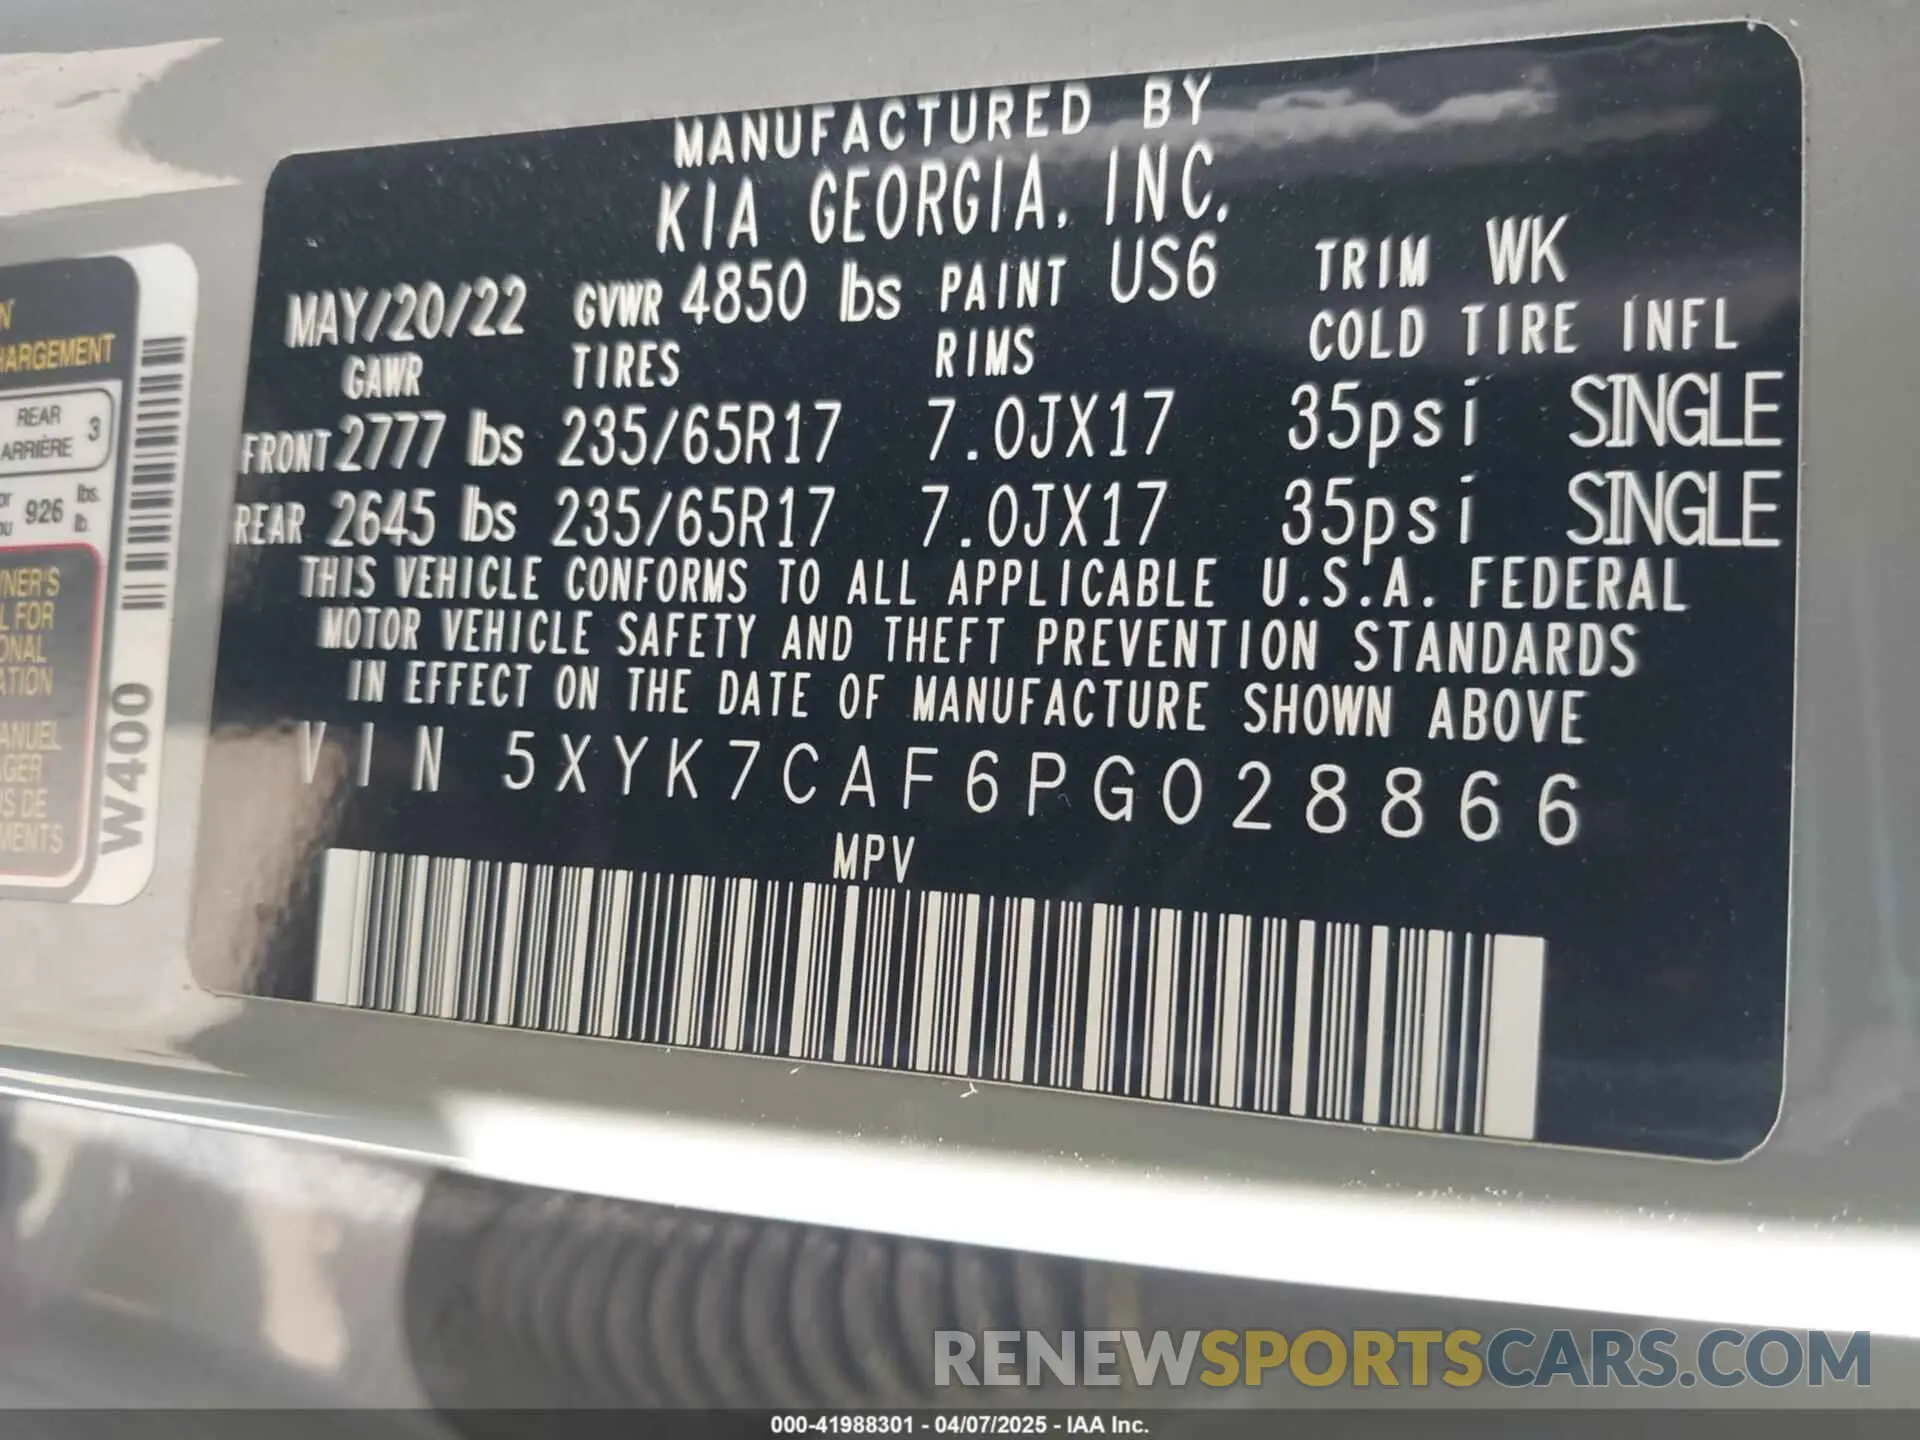 MANUFACTURED BY
KIA GEORGIA, INC.
MAY/20/22 GVWR 4850 lbs PAINT US6 TRIM WK
GAWR TIRES RIMS COLD TIRE INFL
FRONT 2777 lbs 235/65R17 7.0JX17 35psi SINGLE
REAR 2645 lbs 235/65R17 7.0JX17 35psi SINGLE
THIS VEHICLE CONFORMS TO ALL APPLICABLE U.S.A. FEDERAL
MOTOR VEHICLE SAFETY AND THEFT PREVENTION STANDARDS
IN EFFECT ON THE DATE OF MANUFACTURE SHOWN ABOVE
VIN 5XYK7CAF6PG028866
MPV
REAR
ARRIÈRE 3
926 lbs.
lb.
FOR
DE
W400
RENEWSPORTSCARS.COM
000-41988301 - 04/07/2025 - IAA Inc.